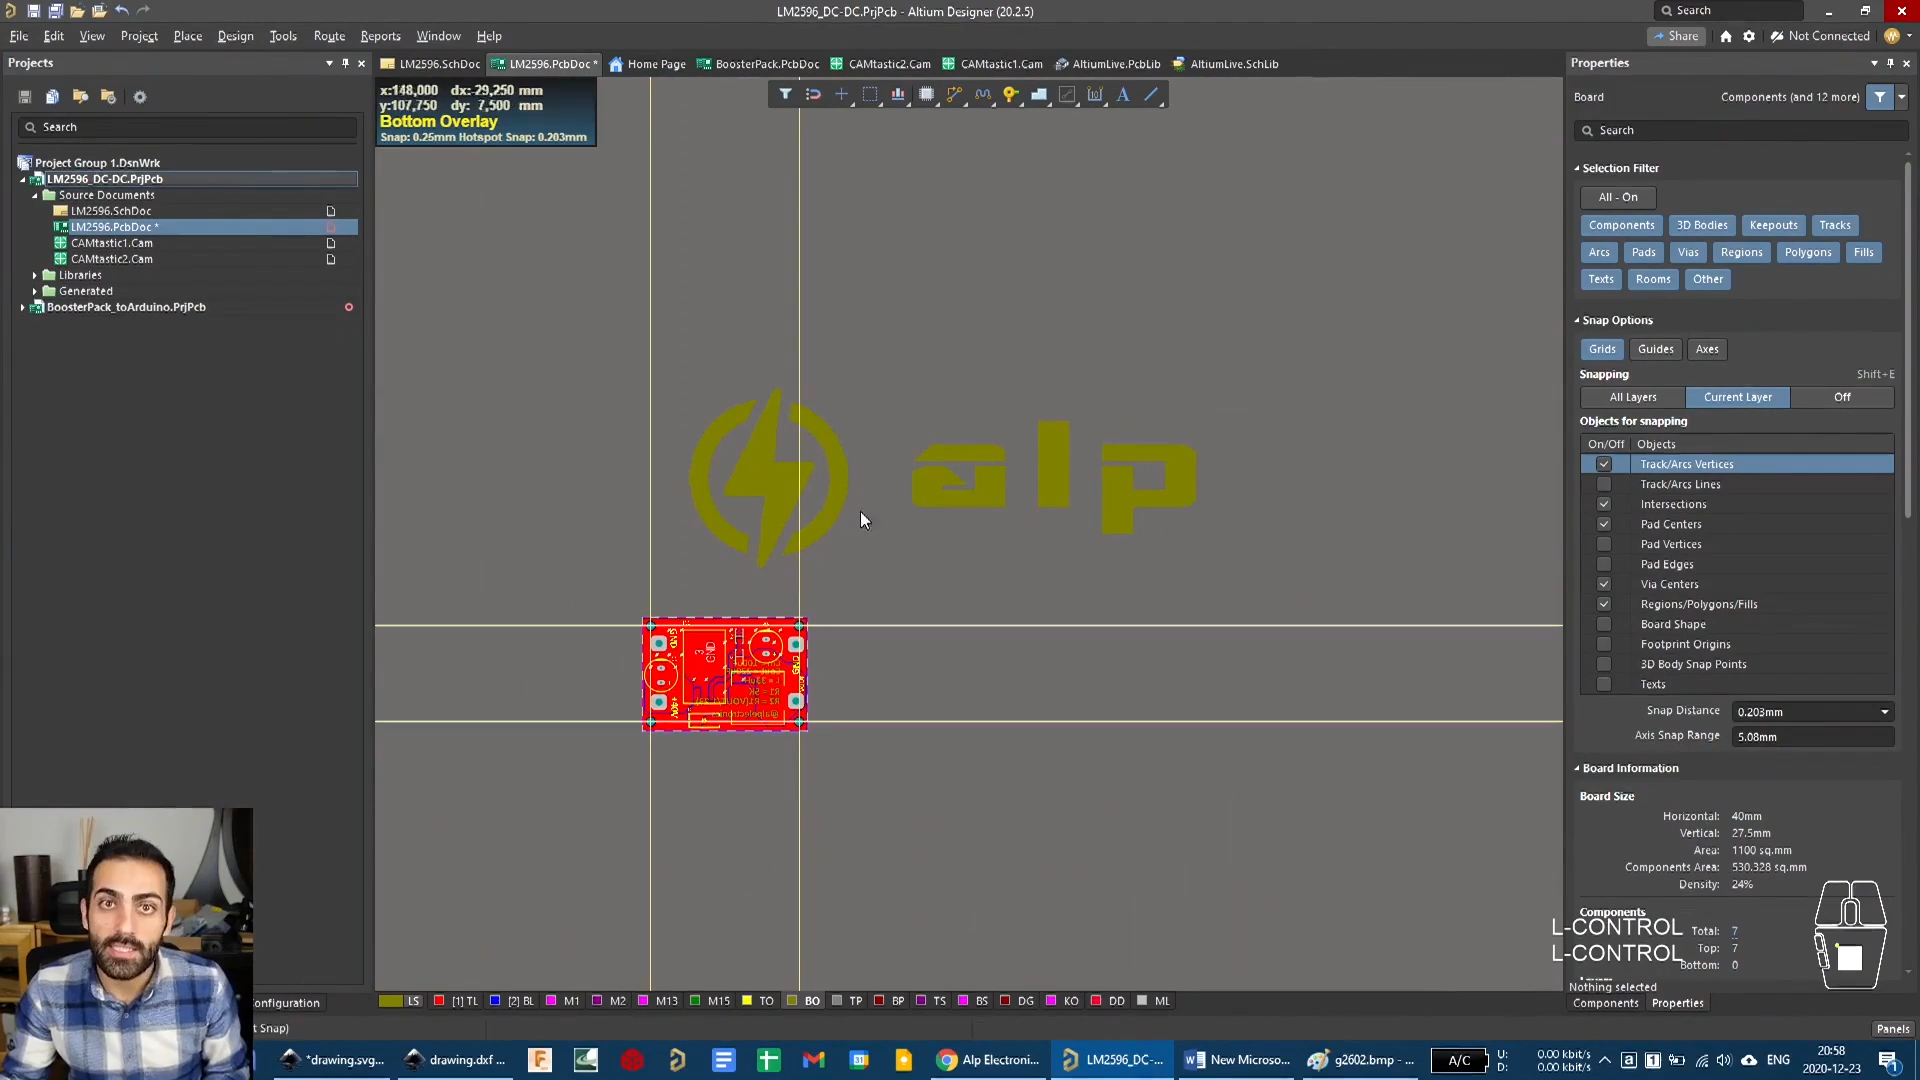 LM2596_DC-DC.PrjPcb - Altium Designer (20.2.5)
Search
File Edit View Project Place Design Tools Route Reports Window Help
Share
Not Connected
Projects
LM2596.SchDoc
LM2596.PcbDoc *
Home Page
BoosterPack.PcbDoc
CAMtastic2.Cam
CAMtastic1.Cam
AltiumLive.PcbLib
AltiumLive.SchLib
Properties
x:148,000 dx:-29,250 mm
y:107,750 dy: 7,500 mm
Bottom Overlay
Snap: 0.25mm Hotspot Snap: 0.203mm
Search
Project Group 1.DsnWrk
LM2596_DC-DC.PrjPcb
Source Documents
LM2596.SchDoc
LM2596.PcbDoc *
CAMtastic1.Cam
CAMtastic2.Cam
Libraries
Generated
BoosterPack_toArduino.PrjPcb
alp
3
GND
GND
GND
+40V
R1 = 5K
@alpelectronics
Board
Components (and 12 more)
Search
Selection Filter
All - On
Components 3D Bodies Keepouts Tracks
Arcs Pads Vias Regions Polygons Fills
Texts Rooms Other
Snap Options
Grids Guides Axes
Snapping Shift+E
All Layers Current Layer Off
Objects for snapping
On/Off Objects
Track/Arcs Vertices
Track/Arcs Lines
Intersections
Pad Centers
Pad Vertices
Pad Edges
Via Centers
Regions/Polygons/Fills
Board Shape
Footprint Origins
3D Body Snap Points
Texts
Snap Distance 0.203mm
Axis Snap Range 5.08mm
Board Information
Board Size
Horizontal: 40mm
Vertical: 27.5mm
Area: 1100 sq.mm
Components Area: 530.328 sq.mm
Density: 24%
Components
Total: 7
Top: 7
Bottom: 0
L-CONTROL
L-CONTROL
Nothing selected
Components Properties
onfiguration
LS [1] TL [2] BL M1 M2 M13 M15 TO BO TP BP TS BS DG KO DD ML
t Snap)
Panels
*drawing.svg...
drawing.dxf ...
Alp Electroni...
LM2596_DC-...
New Microso...
g2602.bmp - ...
A/C
U: 0.00 kbit/s
D: 0.00 kbit/s
ENG
20:58
2020-12-23
1